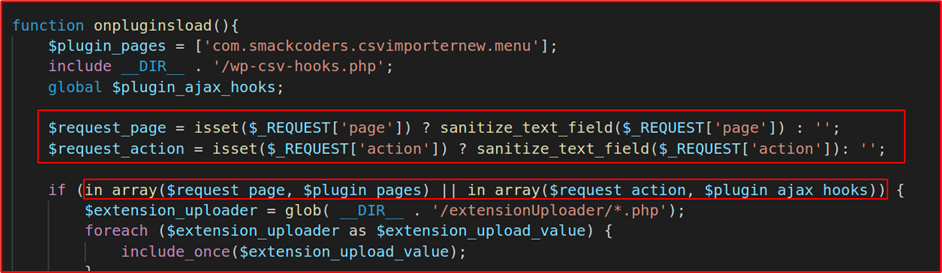 function onpluginsload(){
$plugin_pages = ['com.smackcoders.csvimporternew.menu'];
include __DIR__ . '/wp-csv-hooks.php';
global $plugin_ajax_hooks;
$request_page = isset($_REQUEST['page']) ? sanitize_text_field($_REQUEST['page']) : '';
$request_action = isset($_REQUEST['action']) ? sanitize_text_field($_REQUEST['action']): '';
if (in_array($request_page, $plugin_pages) || in_array($request_action, $plugin_ajax_hooks)) {
$extension_uploader = glob( __DIR__ . '/extensionUploader/*.php');
foreach ($extension_uploader as $extension_upload_value) {
include_once($extension_upload_value);
}